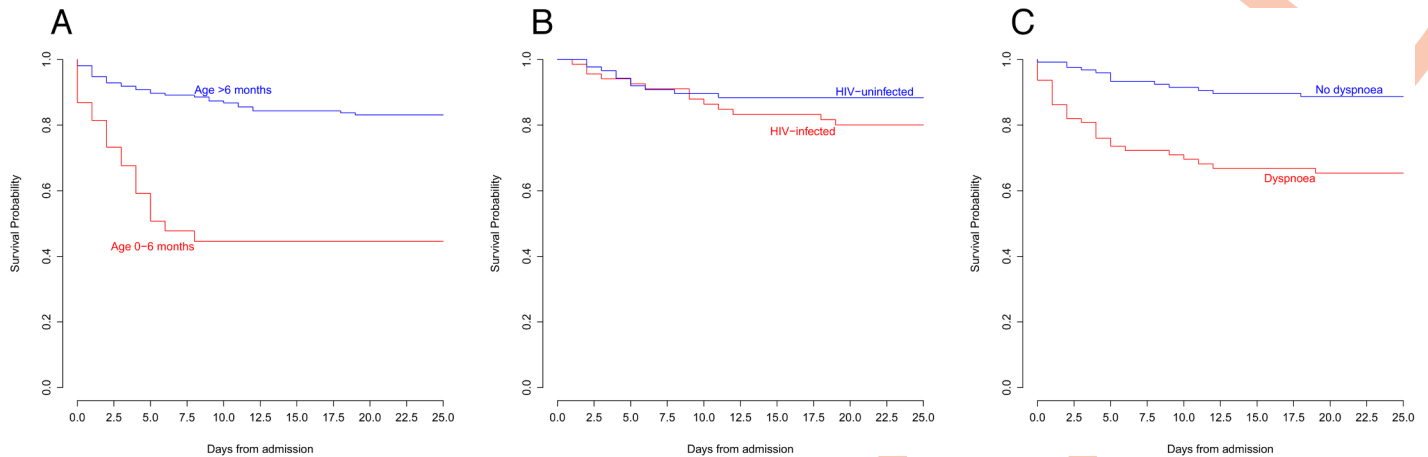 A
Survival Probability
0.0 0.2 0.4 0.6 0.8 1.0
Age >6 months
Age 0−6 months
0.0 2.5 5.0 7.5 10.0 12.5 15.0 17.5 20.0 22.5 25.0
Days from admission
B
Survival Probability
0.0 0.2 0.4 0.6 0.8 1.0
HIV−uninfected
HIV−infected
0.0 2.5 5.0 7.5 10.0 12.5 15.0 17.5 20.0 22.5 25.0
Days from admission
C
Survival Probability
0.0 0.2 0.4 0.6 0.8 1.0
No dyspnoea
Dyspnoea
0.0 2.5 5.0 7.5 10.0 12.5 15.0 17.5 20.0 22.5 25.0
Days from admission